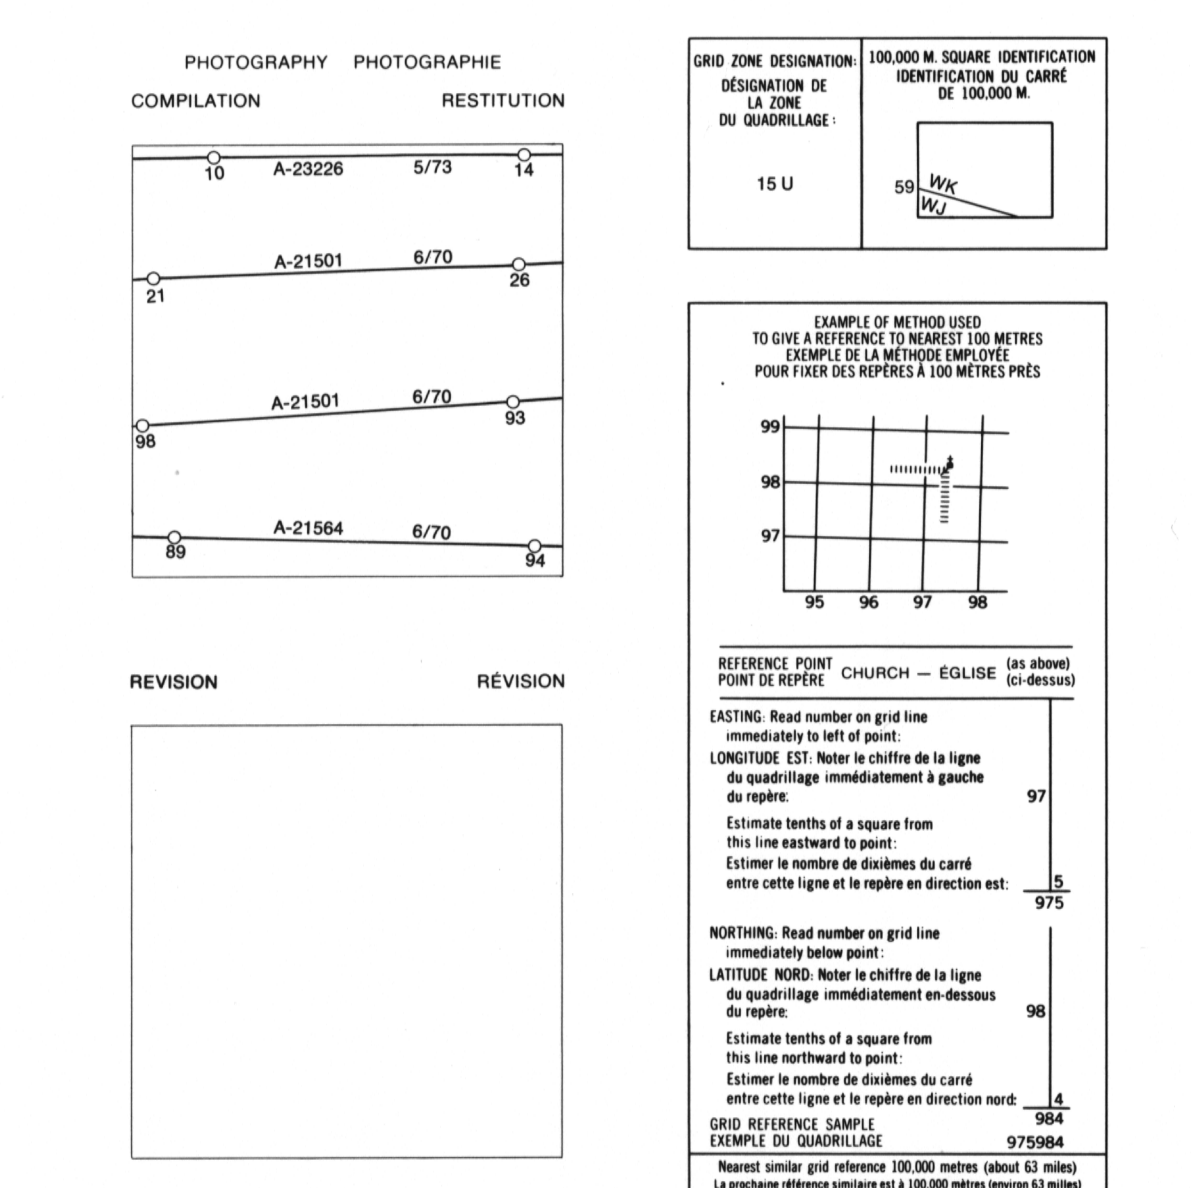 PHOTOGRAPHY PHOTOGRAPHIE
COMPILATION RESTITUTION
10 A-23226 5/73 14
A-21501 6/70
21 26
A-21501 6/70
98 93
A-21564 6/70
89 94
REVISION RÉVISION
GRID ZONE DESIGNATION:
DÉSIGNATION DE
LA ZONE
DU QUADRILLAGE :
15 U
100,000 M. SQUARE IDENTIFICATION
IDENTIFICATION DU CARRÉ
DE 100,000 M.
59 WK
WJ
EXAMPLE OF METHOD USED
TO GIVE A REFERENCE TO NEAREST 100 METRES
EXEMPLE DE LA MÉTHODE EMPLOYÉE
POUR FIXER DES REPÈRES À 100 MÈTRES PRÈS
99
98
97
95 96 97 98
REFERENCE POINT
POINT DE REPÈRE
CHURCH — ÉGLISE
(as above)
(ci-dessus)
EASTING: Read number on grid line
immediately to left of point:
LONGITUDE EST: Noter le chiffre de la ligne
du quadrillage immédiatement à gauche
du repère: 97
Estimate tenths of a square from
this line eastward to point:
Estimer le nombre de dixièmes du carré
entre cette ligne et le repère en direction est: 5
975
NORTHING: Read number on grid line
immediately below point:
LATITUDE NORD: Noter le chiffre de la ligne
du quadrillage immédiatement en-dessous
du repère: 98
Estimate tenths of a square from
this line northward to point:
Estimer le nombre de dixièmes du carré
entre cette ligne et le repère en direction nord: 4
984
GRID REFERENCE SAMPLE
EXEMPLE DU QUADRILLAGE 975984
Nearest similar grid reference 100,000 metres (about 63 miles)
La prochaine référence similaire est à 100,000 mètres (environ 63 milles)